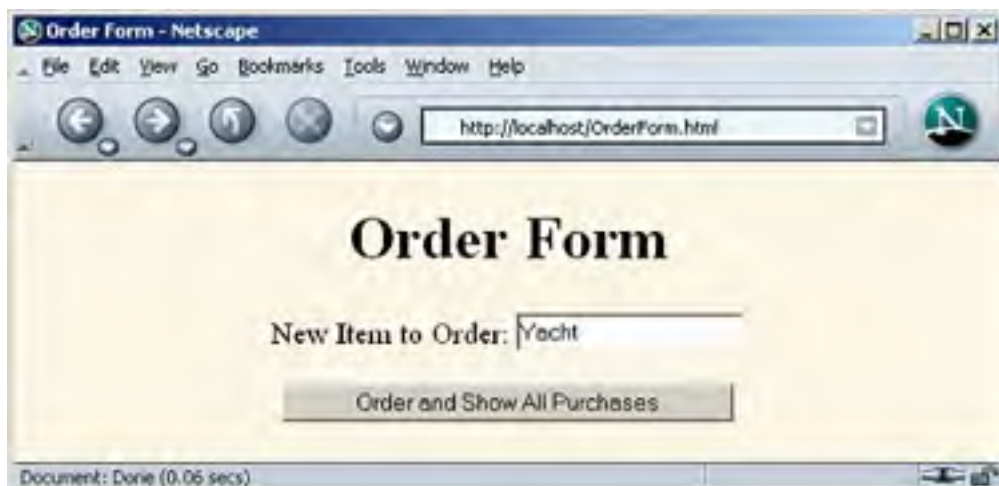 Order Form - Netscape
File Edit View Go Bookmarks Tools Window Help
http://localhost/OrderForm.html
N
Order Form
New Item to Order: Yacht
Order and Show All Purchases
Document: Done (0.06 secs)